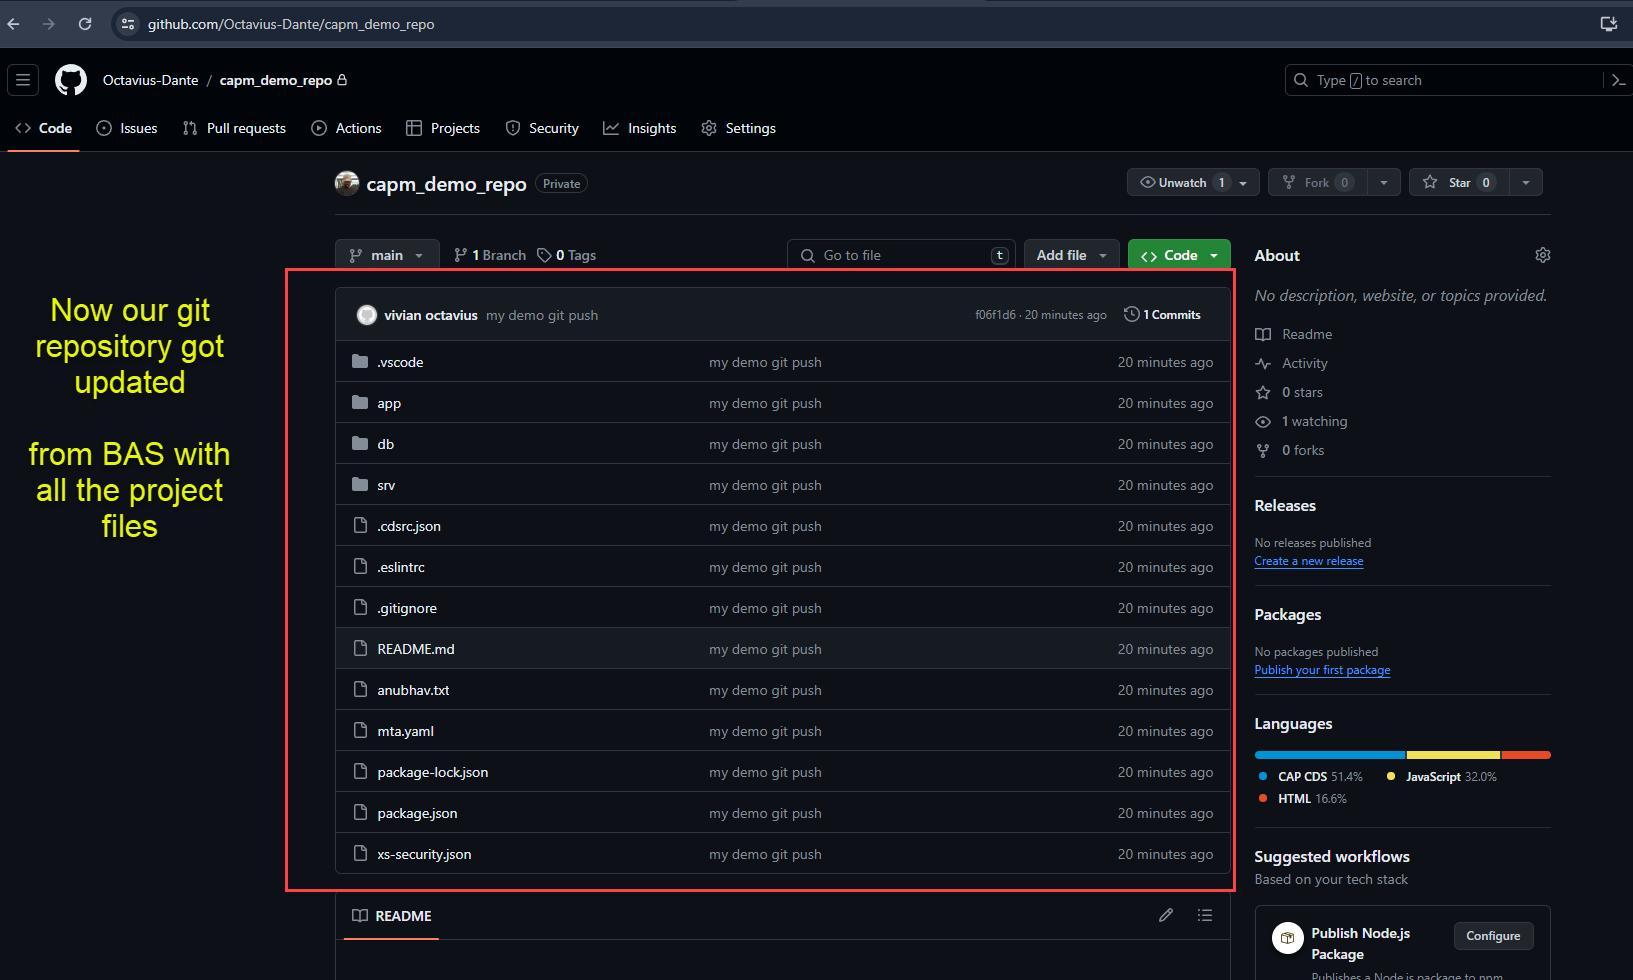 github.com/Octavius-Dante/capm_demo_repo
Octavius-Dante / capm_demo_repo
Type / to search
Code Issues Pull requests Actions Projects Security Insights Settings
capm_demo_repo Private
Unwatch 1 Fork 0 Star 0
main 1 Branch 0 Tags Go to file t Add file Code
Now our git
repository got
updated
from BAS with
all the project
files
vivian octavius my demo git push f06f1d6 · 20 minutes ago 1 Commits
.vscode my demo git push 20 minutes ago
app my demo git push 20 minutes ago
db my demo git push 20 minutes ago
srv my demo git push 20 minutes ago
.cdsrc.json my demo git push 20 minutes ago
.eslintrc my demo git push 20 minutes ago
.gitignore my demo git push 20 minutes ago
README.md my demo git push 20 minutes ago
anubhav.txt my demo git push 20 minutes ago
mta.yaml my demo git push 20 minutes ago
package-lock.json my demo git push 20 minutes ago
package.json my demo git push 20 minutes ago
xs-security.json my demo git push 20 minutes ago
README
About
No description, website, or topics provided.
Readme
Activity
0 stars
1 watching
0 forks
Releases
No releases published
Create a new release
Packages
No packages published
Publish your first package
Languages
CAP CDS 51.4% JavaScript 32.0%
HTML 16.6%
Suggested workflows
Based on your tech stack
Publish Node.js
Package
Configure
Publishes a Node.js package to npm